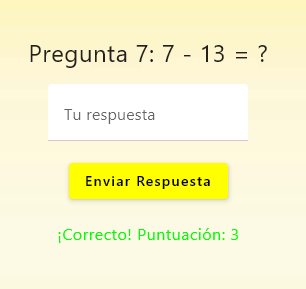 Pregunta 7: 7 - 13 = ?
Tu respuesta
Enviar Respuesta
¡Correcto! Puntuación: 3